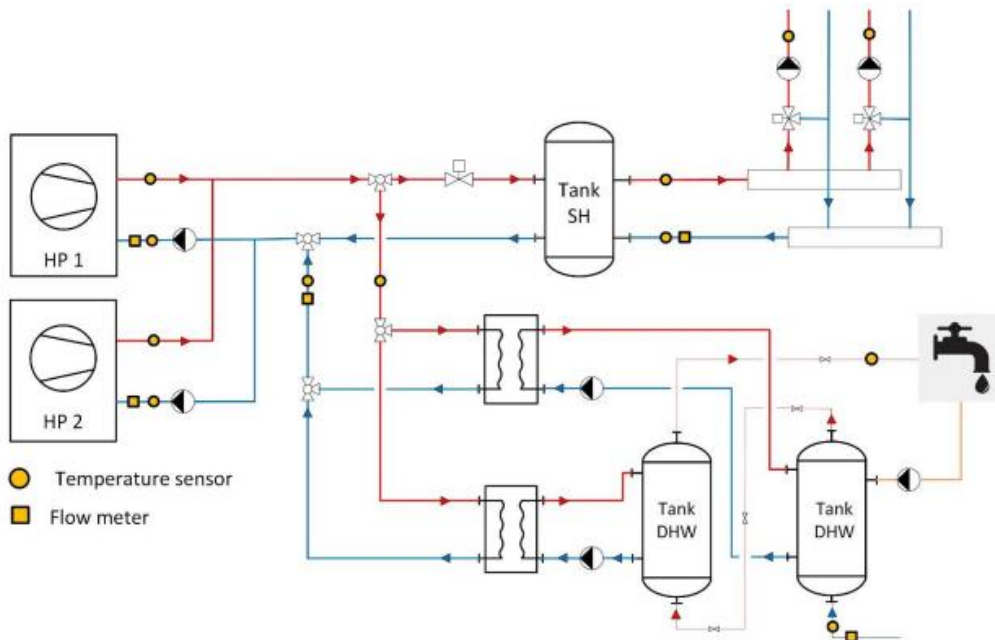 Tank
SH
HP 1
HP 2
Temperature sensor
Flow meter
Tank
DHW
Tank
DHW